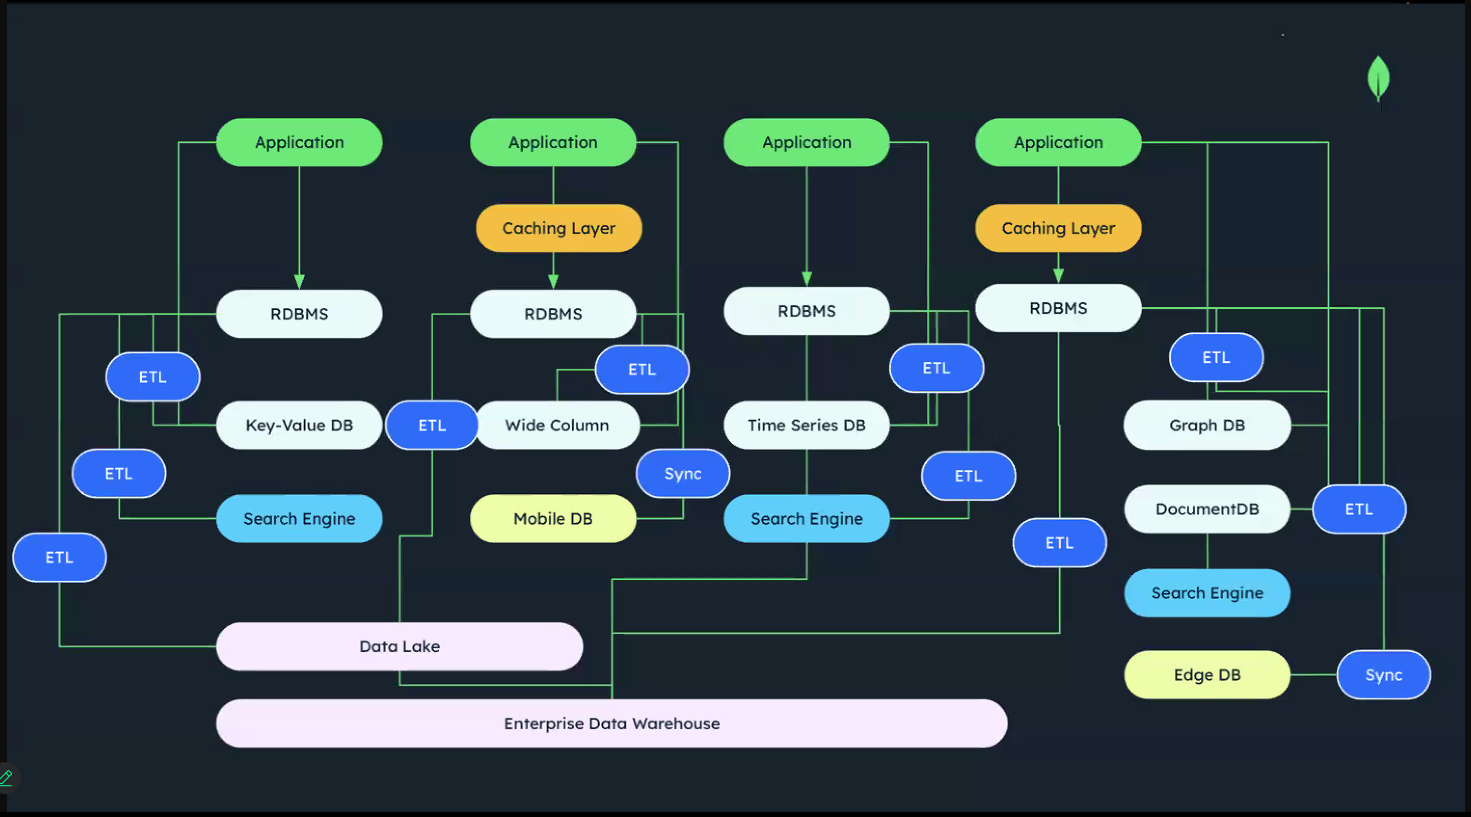 Application
Application
Application
Application
Caching Layer
Caching Layer
RDBMS
RDBMS
RDBMS
RDBMS
ETL
ETL
ETL
ETL
Key-Value DB
ETL
Wide Column
Time Series DB
Graph DB
ETL
Sync
ETL
Search Engine
Mobile DB
Search Engine
DocumentDB
ETL
ETL
ETL
Search Engine
Data Lake
Edge DB
Sync
Enterprise Data Warehouse